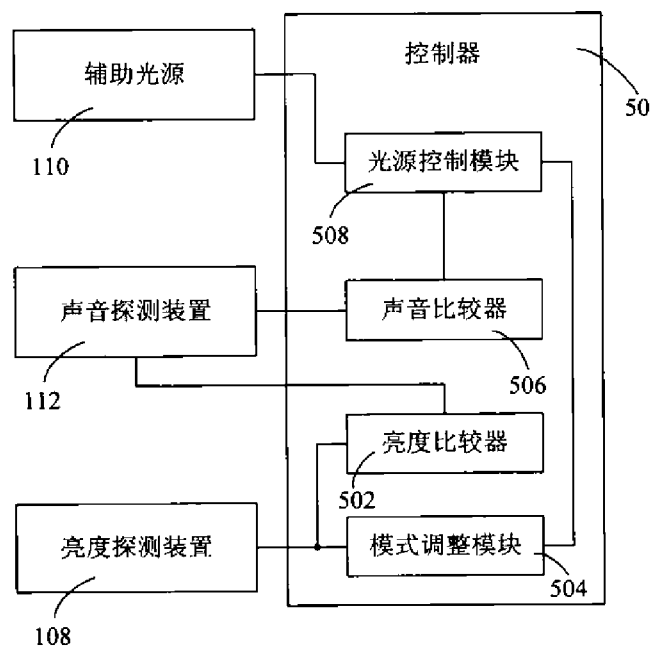 控制器
50
辅助光源
110
光源控制模块
508
声音探测装置
112
声音比较器
506
亮度比较器
502
亮度探测装置
108
模式调整模块
504